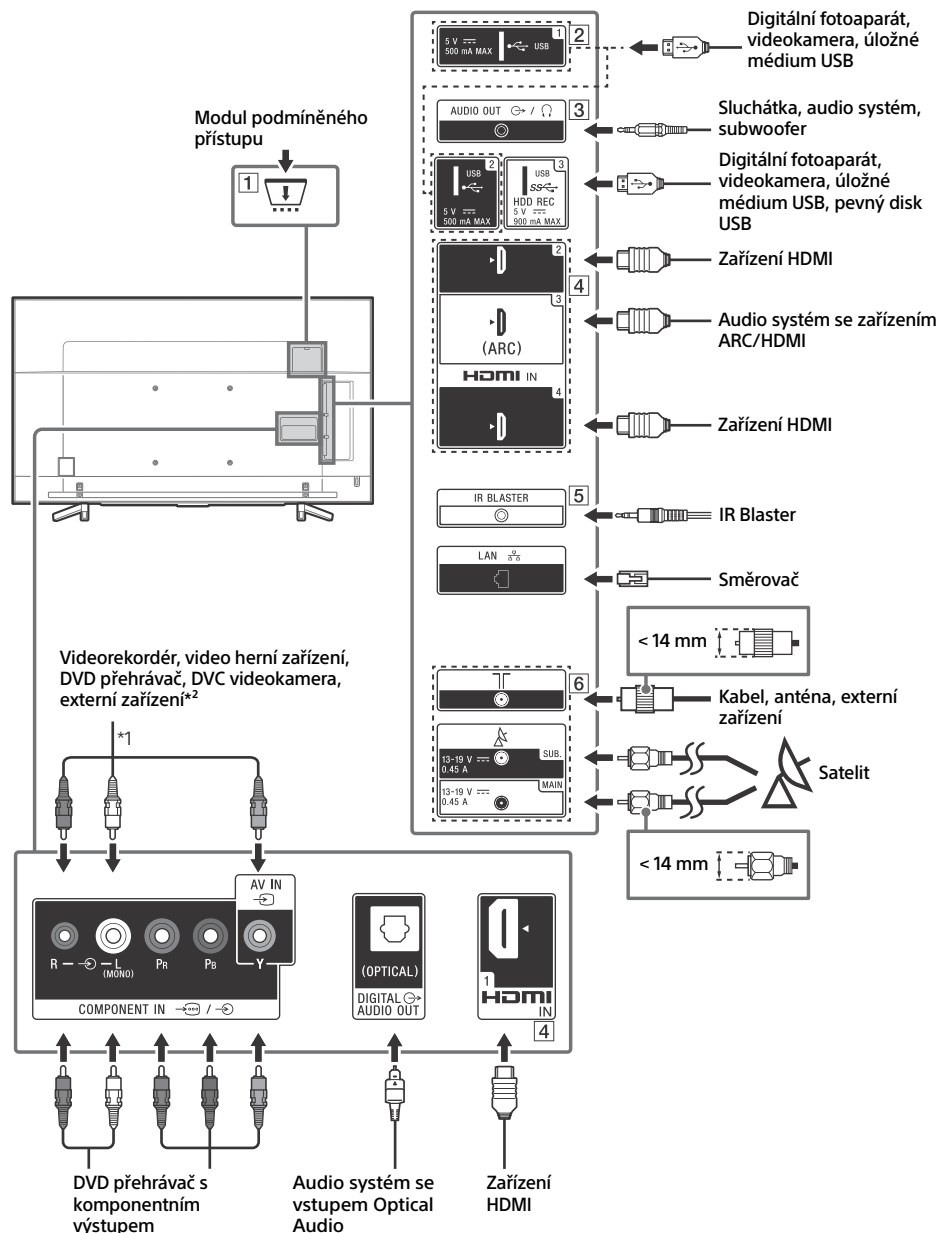 5 V
500 mA MAX
USB
1
2
Digitální fotoaparát,
videokamera, úložné
médium USB
AUDIO OUT /
3
Sluchátka, audio systém,
subwoofer
Modul podmíněného
přístupu
1
USB
2
5 V
500 mA MAX
USB
3
SS
HDD REC
5 V
900 mA MAX
Digitální fotoaparát,
videokamera, úložné
médium USB, pevný disk
USB
2
Zařízení HDMI
4
3
(ARC)
Audio systém se zařízením
ARC/HDMI
HDMI IN
4
Zařízení HDMI
IR BLASTER
5
IR Blaster
LAN
Směrovač
< 14 mm
6
Kabel, anténa, externí
zařízení
13-19 V
0.45 A
SUB.
13-19 V
0.45 A
MAIN
Satelit
< 14 mm
Videorekordér, video herní zařízení,
DVD přehrávač, DVC videokamera,
externí zařízení*2
*1
AV IN
R — — L
(MONO)
PR
PB
Y
COMPONENT IN /
(OPTICAL)
DIGITAL
AUDIO OUT
1
HDMI
IN
4
DVD přehrávač s
komponentním
výstupem
Audio systém se
vstupem Optical
Audio
Zařízení
HDMI